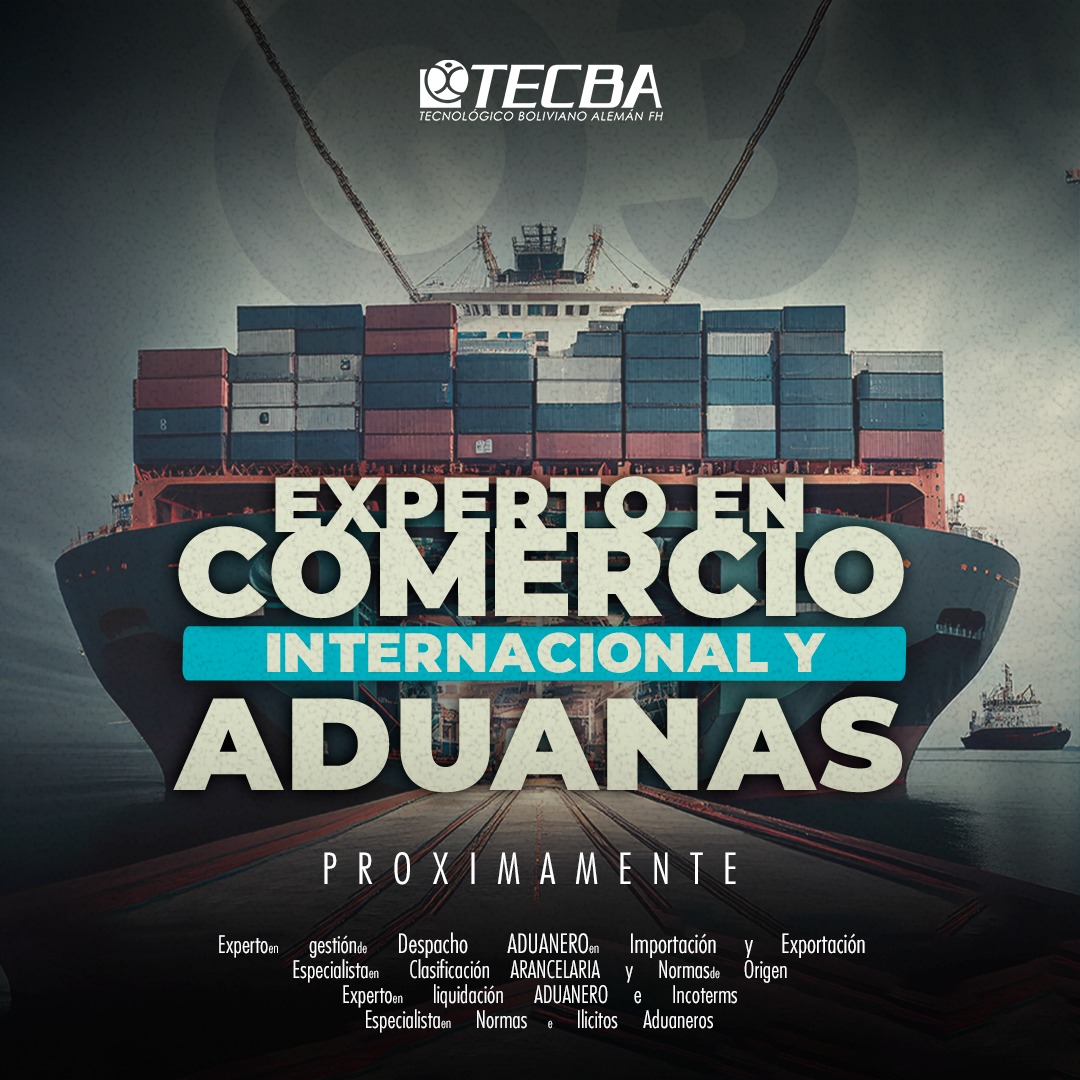 03
TECBA
TECNOLÓGICO BOLIVIANO ALEMÁN FH
EXPERTO EN
COMERCIO
INTERNACIONAL Y
ADUANAS
PROXIMAMENTE
Experto en gestión de Despacho ADUANERO en Importación y Exportación
Especialista en Clasificación ARANCELARIA y Normas de Origen
Experto en liquidación ADUANERO e Incoterms
Especialista en Normas e Ilicitos Aduaneros